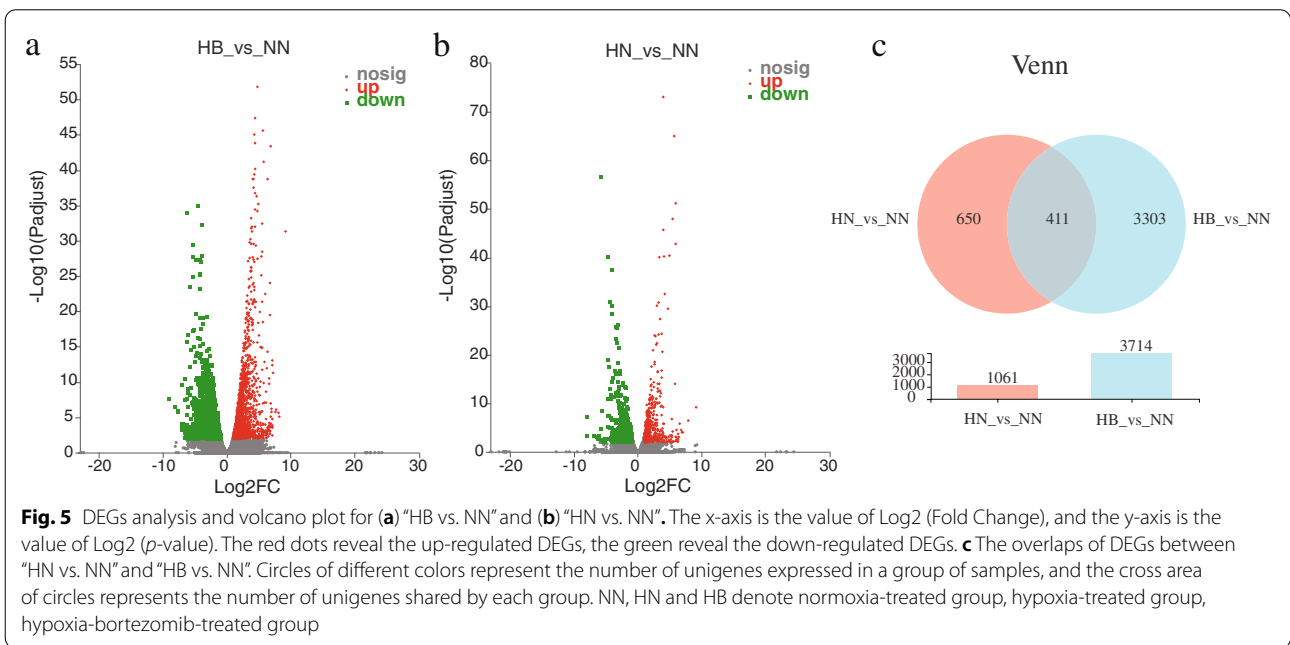 a
HB_vs_NN
nosig
up
down
55
50
45
40
35
30
25
20
15
10
5
0
-Log10(Padjust)
-20
-10
0
10
20
30
Log2FC
b
HN_vs_NN
nosig
up
down
80
70
60
50
40
30
20
10
0
-Log10(Padjust)
-20
-10
0
10
20
30
Log2FC
c
Venn
HN_vs_NN
650
411
3303
HB_vs_NN
3000
2000
1000
0
1061
3714
HN_vs_NN
HB_vs_NN
Fig. 5 DEGs analysis and volcano plot for (a) “HB vs. NN” and (b) “HN vs. NN”. The x-axis is the value of Log2 (Fold Change), and the y-axis is the
value of Log2 (p-value). The red dots reveal the up-regulated DEGs, the green reveal the down-regulated DEGs. c The overlaps of DEGs between
“HN vs. NN” and “HB vs. NN”. Circles of different colors represent the number of unigenes expressed in a group of samples, and the cross area
of circles represents the number of unigenes shared by each group. NN, HN and HB denote normoxia-treated group, hypoxia-treated group,
hypoxia-bortezomib-treated group